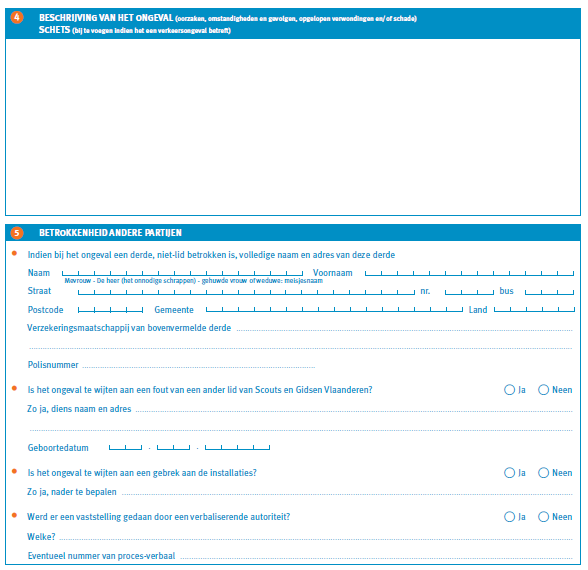 4 BESCHRIJVING VAN HET ONGEVAL (oorzaken, omstandigheden en gevolgen, opgelopen verwondingen en/of schade)
SCHETS (bij te voegen indien het een verkeersongeval betreft)
5 BETROKKENHEID ANDERE PARTIJEN
Indien bij het ongeval een derde, niet-lid betrokken is, volledige naam en adres van deze derde
Naam Voornaam
Mevrouw - De heer (het onnodige schrappen) - gehuwde vrouw of weduwe: meisjesnaam
Straat nr. bus
Postcode Gemeente Land
Verzekeringsmaatschappij van bovenvermelde derde
Polisnummer
Is het ongeval te wijten aan een fout van een ander lid van Scouts en Gidsen Vlaanderen? Ja Neen
Zo ja, diens naam en adres
Geboortedatum
Is het ongeval te wijten aan een gebrek aan de installaties? Ja Neen
Zo ja, nader te bepalen
Werd er een vaststelling gedaan door een verbaliserende autoriteit? Ja Neen
Welke?
Eventueel nummer van proces-verbaal